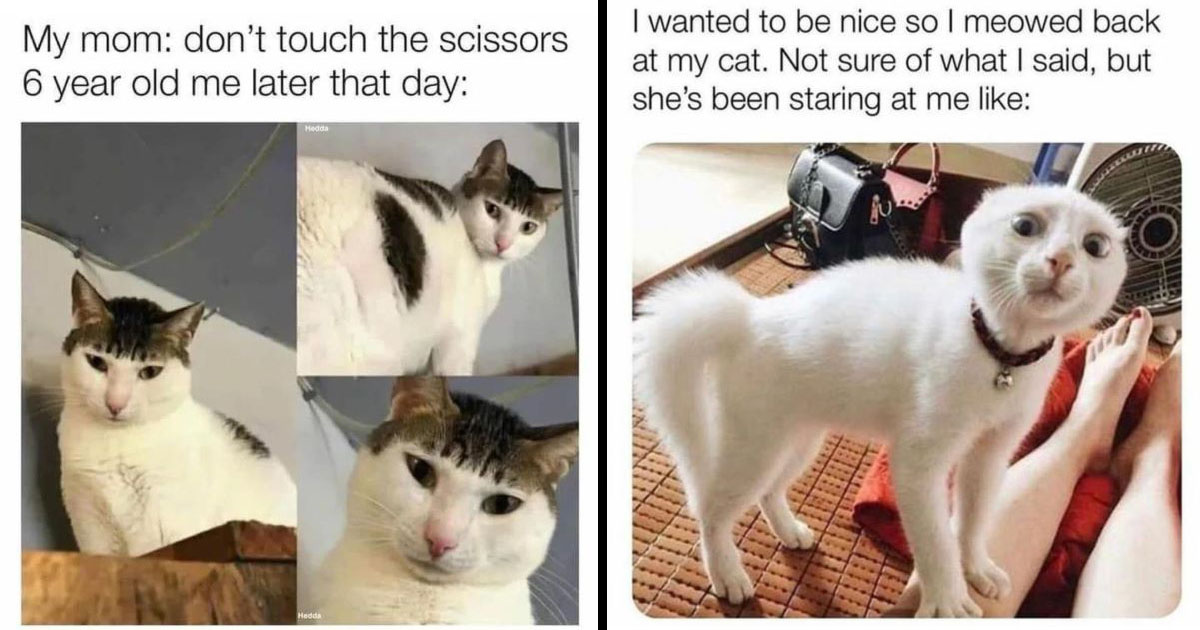 My mom: don't touch the scissors
6 year old me later that day:
Hedda
Hedda
I wanted to be nice so I meowed back
at my cat. Not sure of what I said, but
she's been staring at me like: